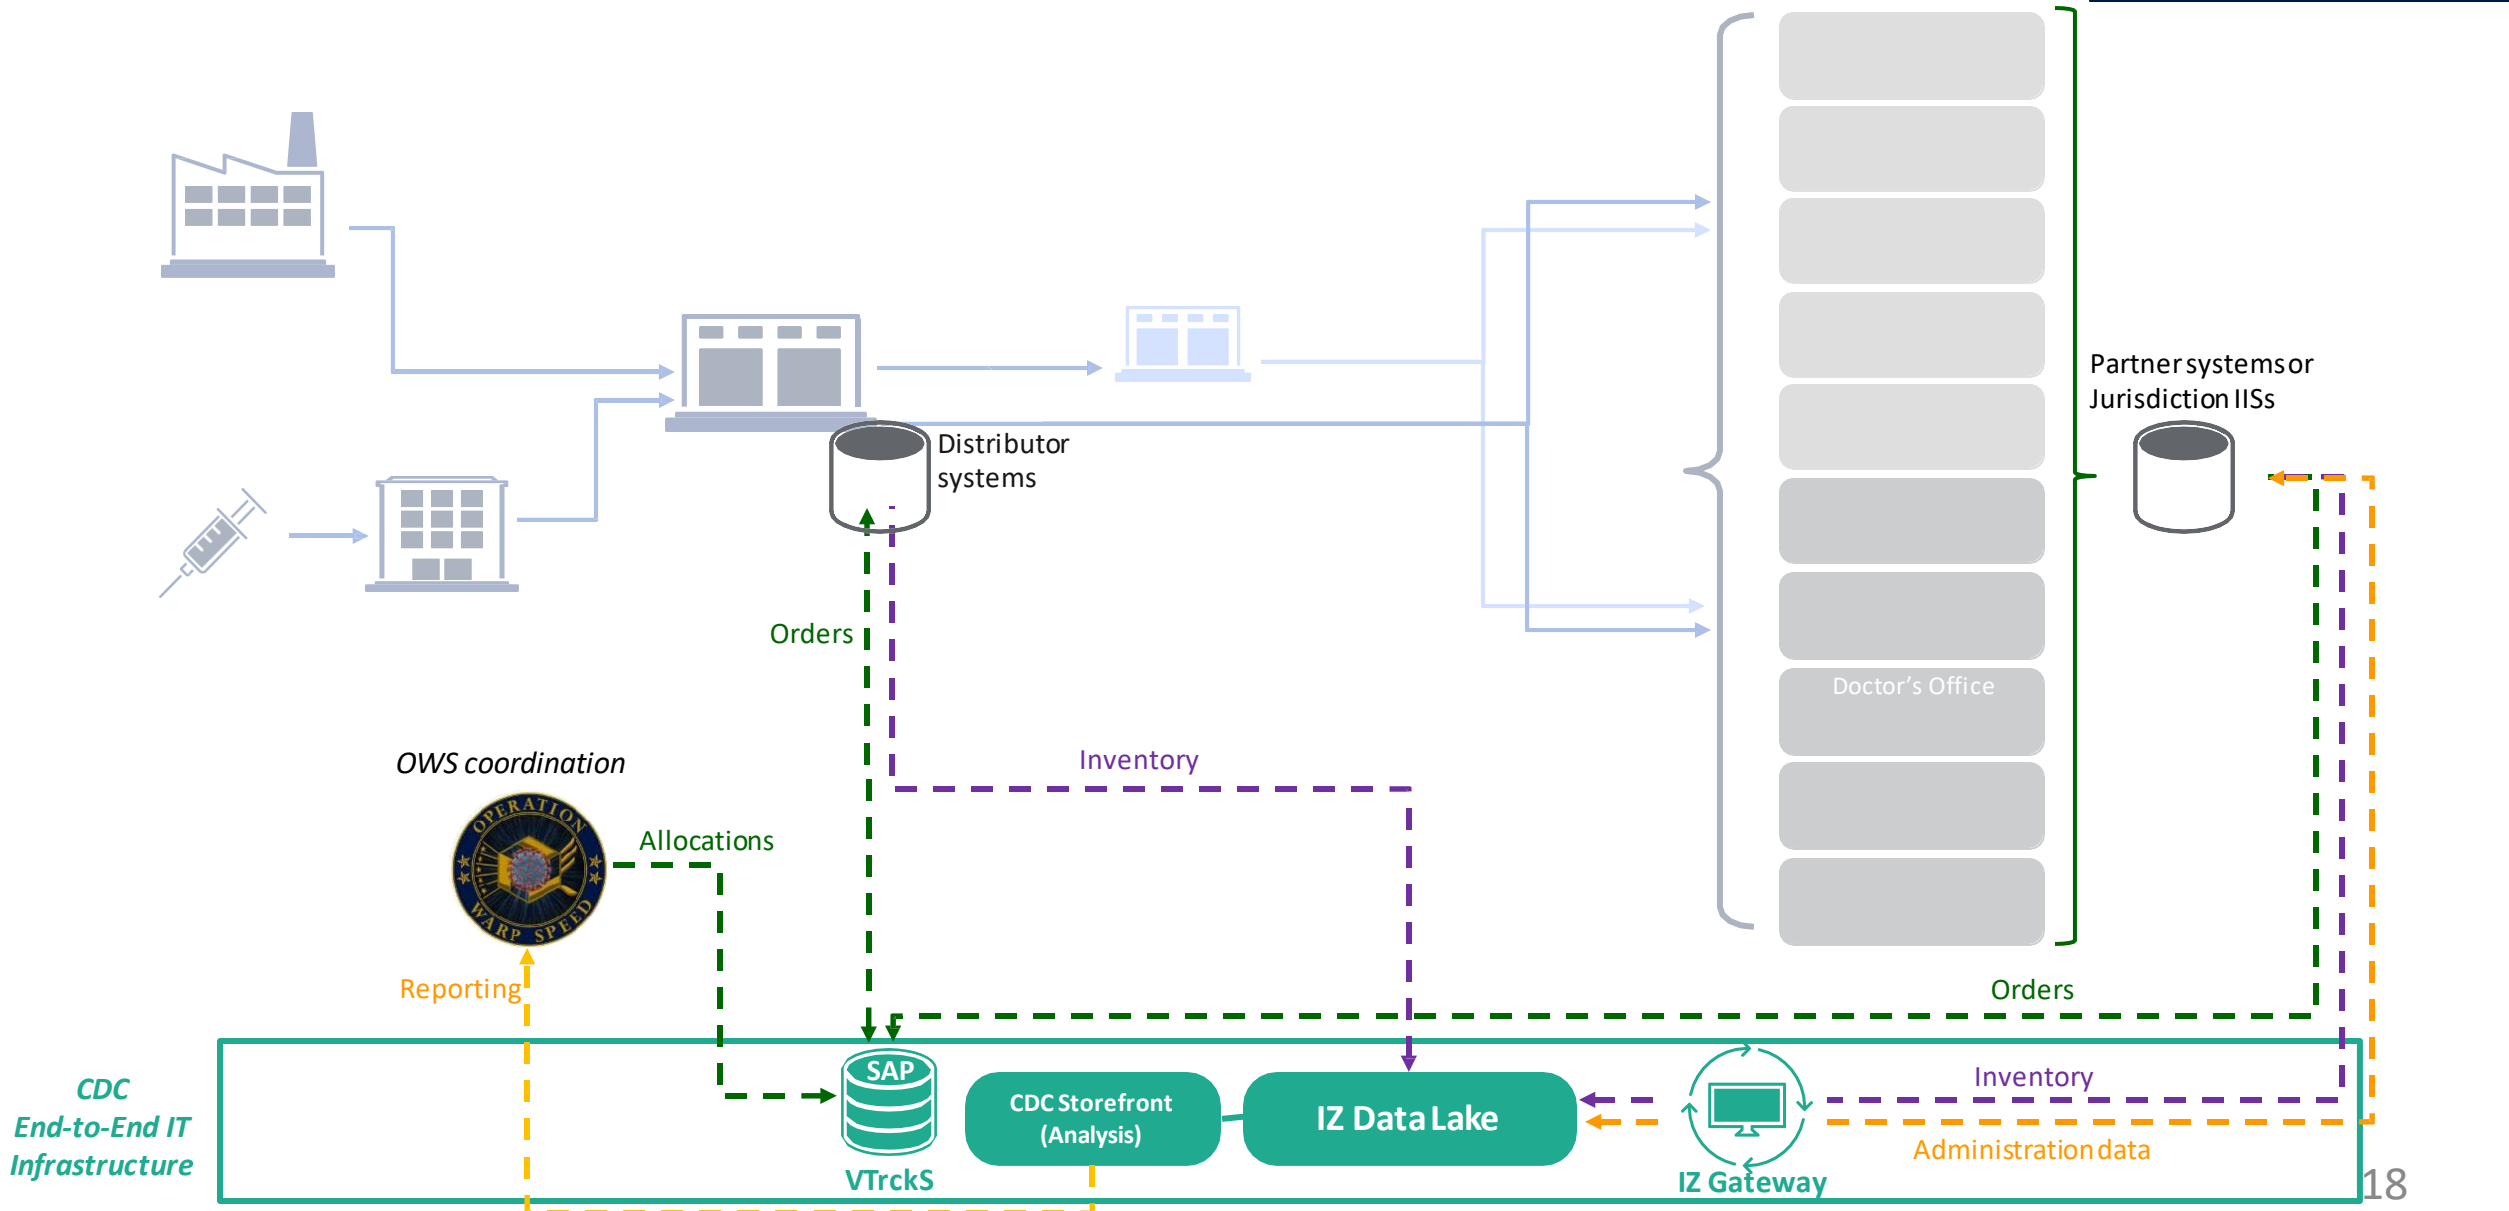 Partner systems or
Jurisdiction IISs
Distributor
systems
Orders
Doctor's Office
OWS coordination
Inventory
OPERATION
WARP SPEED
Allocations
Reporting
Orders
CDC
End-to-End IT
Infrastructure
SAP
VTrckS
CDC Storefront
(Analysis)
IZ Data Lake
IZ Gateway
Inventory
Administration data
18